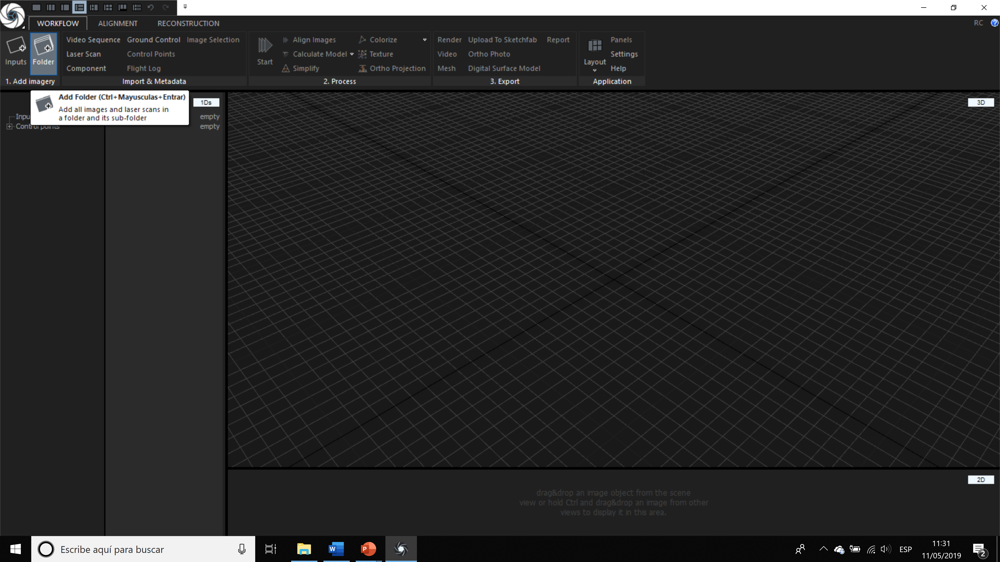 WORKFLOW ALIGNMENT RECONSTRUCTION RC ?
Inputs Folder
1. Add imagery
Video Sequence Ground Control Image Selection
Laser Scan Control Points
Component Flight Log
Import & Metadata
Start
Align Images Colorize
Calculate Model Texture
Simplify Ortho Projection
2. Process
Render Upload To Sketchfab Report
Video Ortho Photo
Mesh Digital Surface Model
3. Export
Layout
Panels
Settings
Help
Application
Add Folder (Ctrl+Mayusculas+Entrar)
Add all images and laser scans in
a folder and its sub-folder
1Ds
Inpu empty
Control points empty
3D
2D
drag&drop an image object from the scene
view or hold Ctrl and drag&drop an image from other
views to display it in this area.
Escribe aquí para buscar
W
P
ESP
11:31
11/05/2019
2